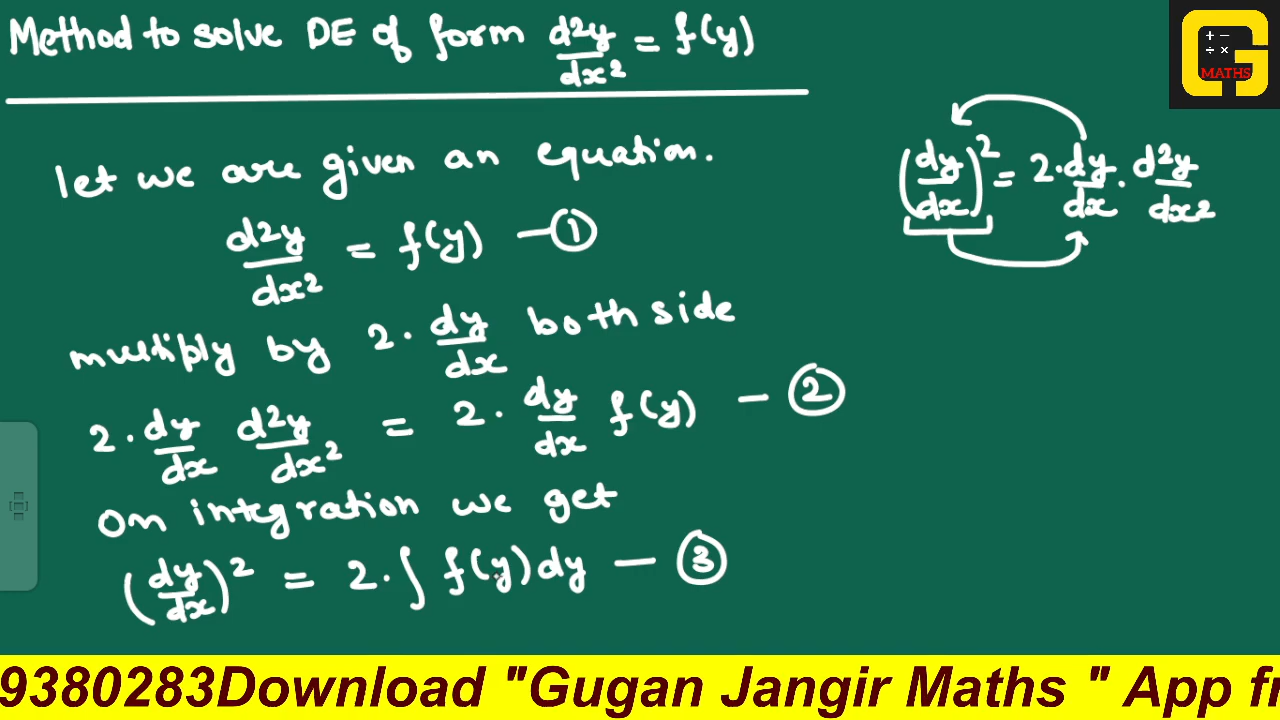 Method to solve DE of form d2y/dx2 = f(y)
+ −
÷ ×
MATHS
let we are given an equation.
(dy/dx)2 = 2·dy/dx · d2y/dx2
d2y/dx2 = f(y) — ①
multiply by 2·dy/dx both side
2·dy/dx d2y/dx2 = 2·dy/dx f(y) — ②
on integration we get
(dy/dx)2 = 2·∫ f(y) dy — ③
9380283Download "Gugan Jangir Maths " App fr